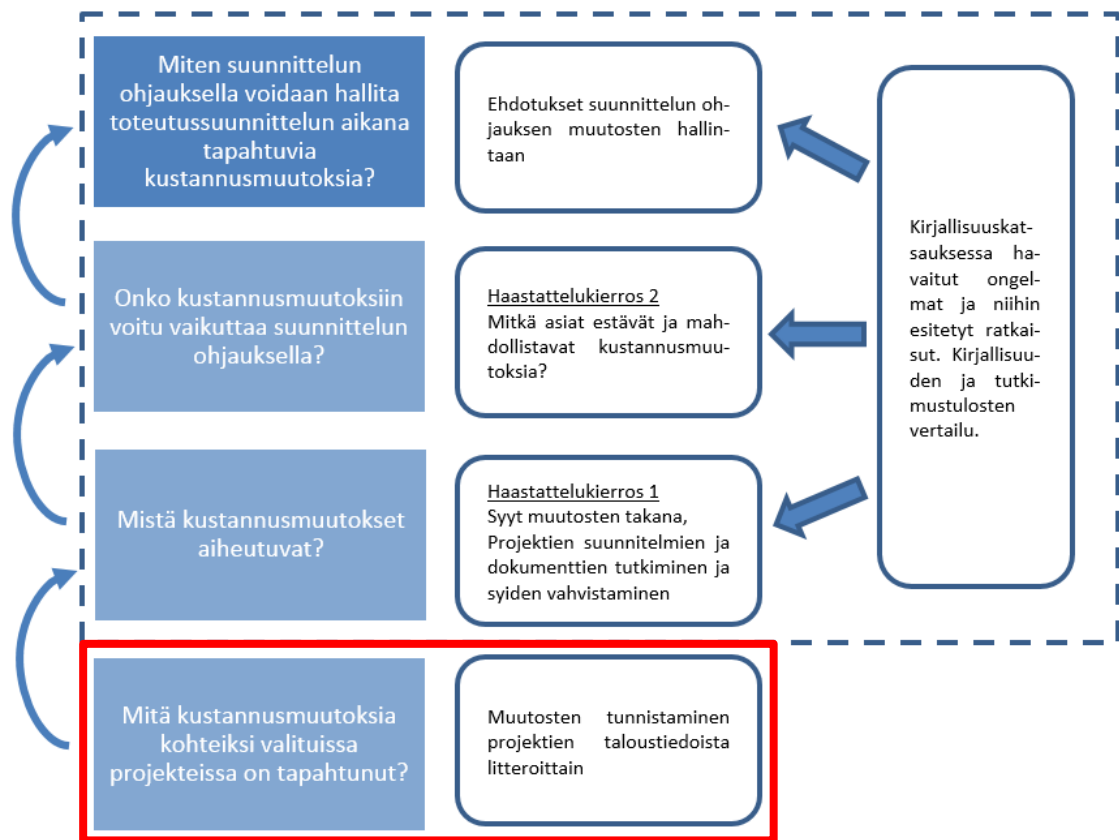 Miten suunnittelun
ohjauksella voidaan hallita
toteutussuunnittelun aikana
tapahtuvia
kustannusmuutoksia?
Ehdotukset suunnittelun oh-
jauksen muutosten hallin-
taan
Kirjallisuuskat-
sauksessa ha-
vaitut ongel-
mat ja niihin
esitetyt ratkai-
sut. Kirjallisuu-
den ja tutki-
mustulosten
vertailu.
Onko kustannusmuutoksiin
voitu vaikuttaa suunnittelun
ohjauksella?
Haastattelukierros 2
Mitkä asiat estävät ja mah-
dollistavat kustannusmuu-
toksia?
Mistä kustannusmuutokset
aiheutuvat?
Haastattelukierros 1
Syyt muutosten takana,
Projektien suunnitelmien ja
dokumenttien tutkiminen ja
syiden vahvistaminen
Mitä kustannusmuutoksia
kohteiksi valituissa
projekteissa on tapahtunut?
Muutosten tunnistaminen
projektien taloustiedoista
litteroittain